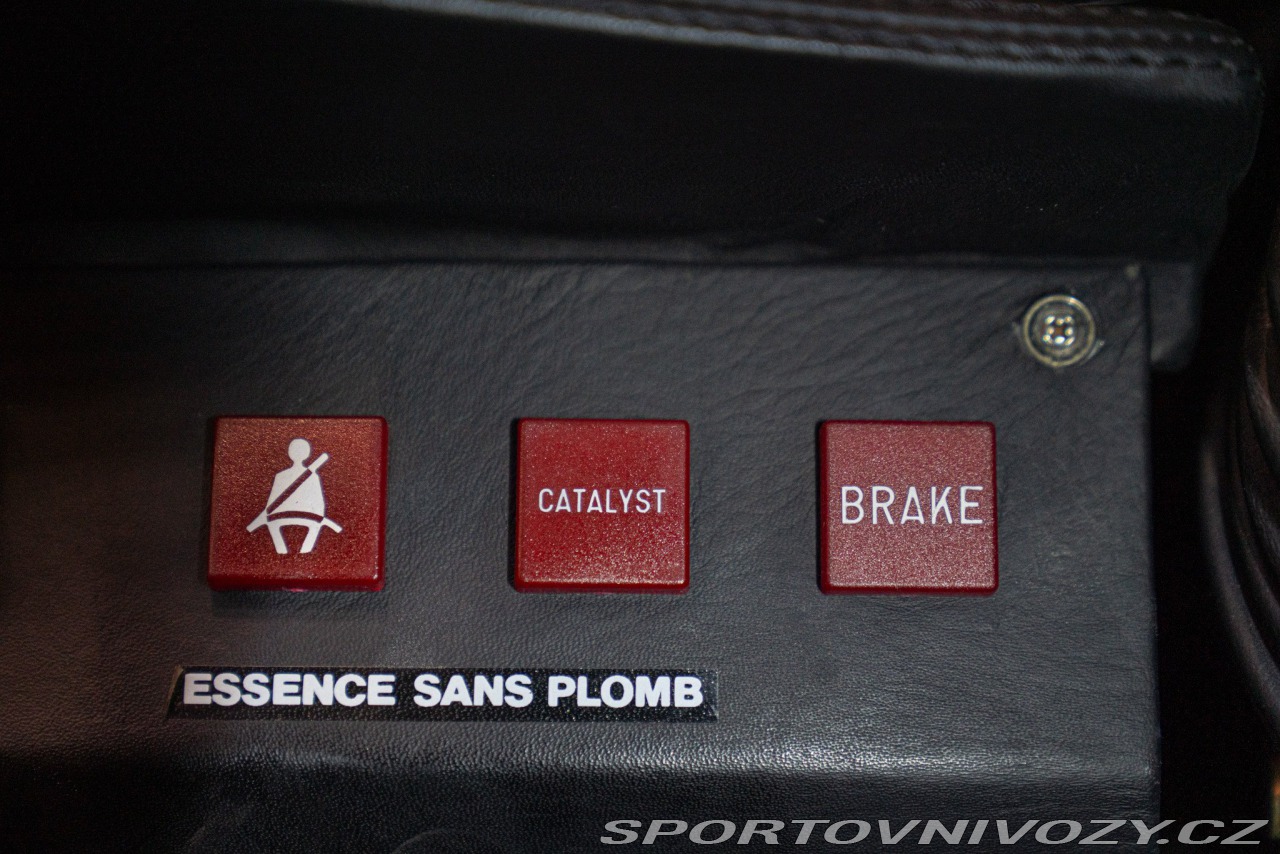 CATALYST
BRAKE
ESSENCE SANS PLOMB
SPORTOVNIVOZY.CZ